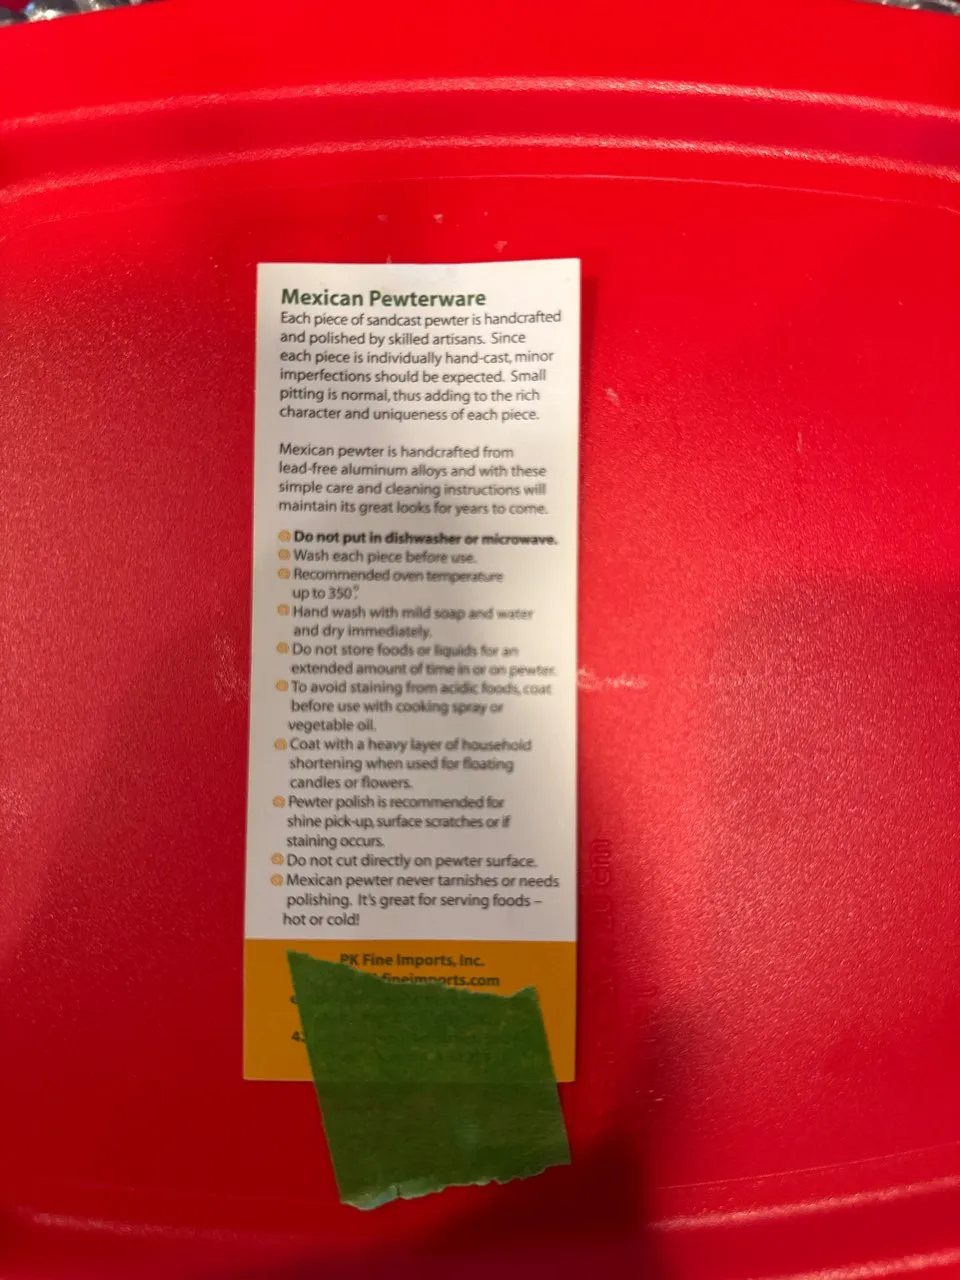 Mexican Pewterware
Each piece of sandcast pewter is handcrafted
and polished by skilled artisans. Since
each piece is individually hand-cast, minor
imperfections should be expected. Small
pitting is normal, thus adding to the rich
character and uniqueness of each piece.
Mexican pewter is handcrafted from
lead-free aluminum alloys and with these
simple care and cleaning instructions will
maintain its great looks for years to come.
Do not put in dishwasher or microwave.
Wash each piece before use.
Recommended oven temperature
up to 350°.
Hand wash with mild soap and water
and dry immediately.
Do not store foods or liquids for an
extended amount of time in or on pewter.
To avoid staining from acidic foods, coat
before use with cooking spray or
vegetable oil.
Coat with a heavy layer of household
shortening when used for floating
candles or flowers.
Pewter polish is recommended for
shine pick-up, surface scratches or if
staining occurs.
Do not cut directly on pewter surface.
Mexican pewter never tarnishes or needs
polishing. It's great for serving foods –
hot or cold!
PK Fine Imports, Inc.
fineimports.com